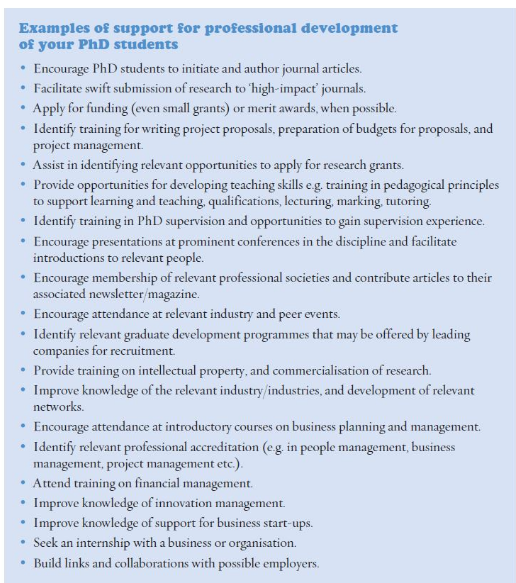 Examples of support for professional development
of your PhD students
• Encourage PhD students to initiate and author journal articles.
• Facilitate swift submission of research to 'high-impact' journals.
• Apply for funding (even small grants) or merit awards, when possible.
• Identify training for writing project proposals, preparation of budgets for proposals, and
project management.
• Assist in identifying relevant opportunities to apply for research grants.
• Provide opportunities for developing teaching skills e.g. training in pedagogical principles
to support learning and teaching, qualifications, lecturing, marking, tutoring.
• Identify training in PhD supervision and opportunities to gain supervision experience.
• Encourage presentations at prominent conferences in the discipline and facilitate
introductions to relevant people.
• Encourage membership of relevant professional societies and contribute articles to their
associated newsletter/magazine.
• Encourage attendance at relevant industry and peer events.
• Identify relevant graduate development programmes that may be offered by leading
companies for recruitment.
• Provide training on intellectual property, and commercialisation of research.
• Improve knowledge of the relevant industry/industries, and development of relevant
networks.
• Encourage attendance at introductory courses on business planning and management.
• Identify relevant professional accreditation (e.g. in people management, business
management, project management etc.).
• Attend training on financial management.
• Improve knowledge of innovation management.
• Improve knowledge of support for business start-ups.
• Seek an internship with a business or organisation.
• Build links and collaborations with possible employers.